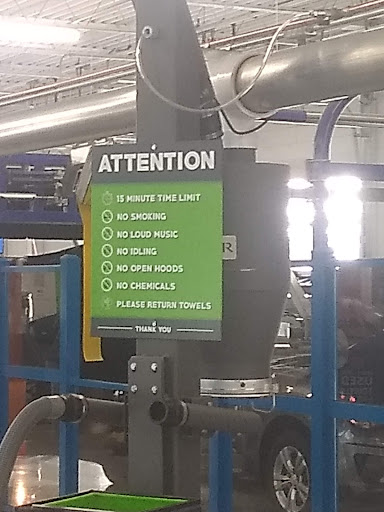 ATTENTION
15 MINUTE TIME LIMIT
NO SMOKING
NO LOUD MUSIC
NO IDLING
NO OPEN HOODS
NO CHEMICALS
PLEASE RETURN TOWELS
THANK YOU
R